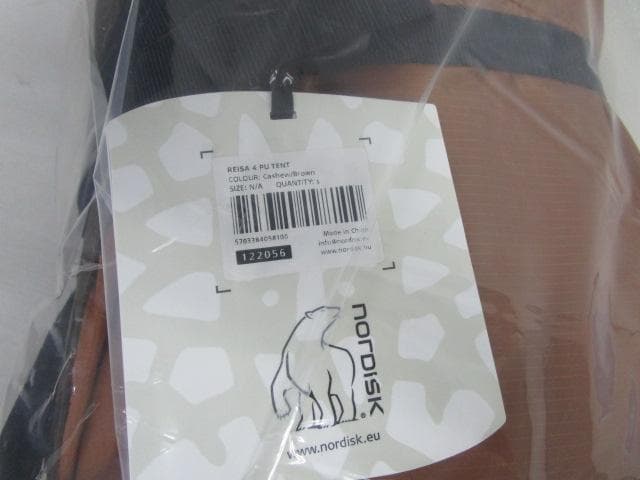 REISA 4 PU TENT
COLOUR: Cashew/Brown
SIZE: N/A QUANTITY: 1
5703384058100
Made in China
info@nordisk.eu
www.nordisk.eu
122056
nordisk®
www.nordisk.eu